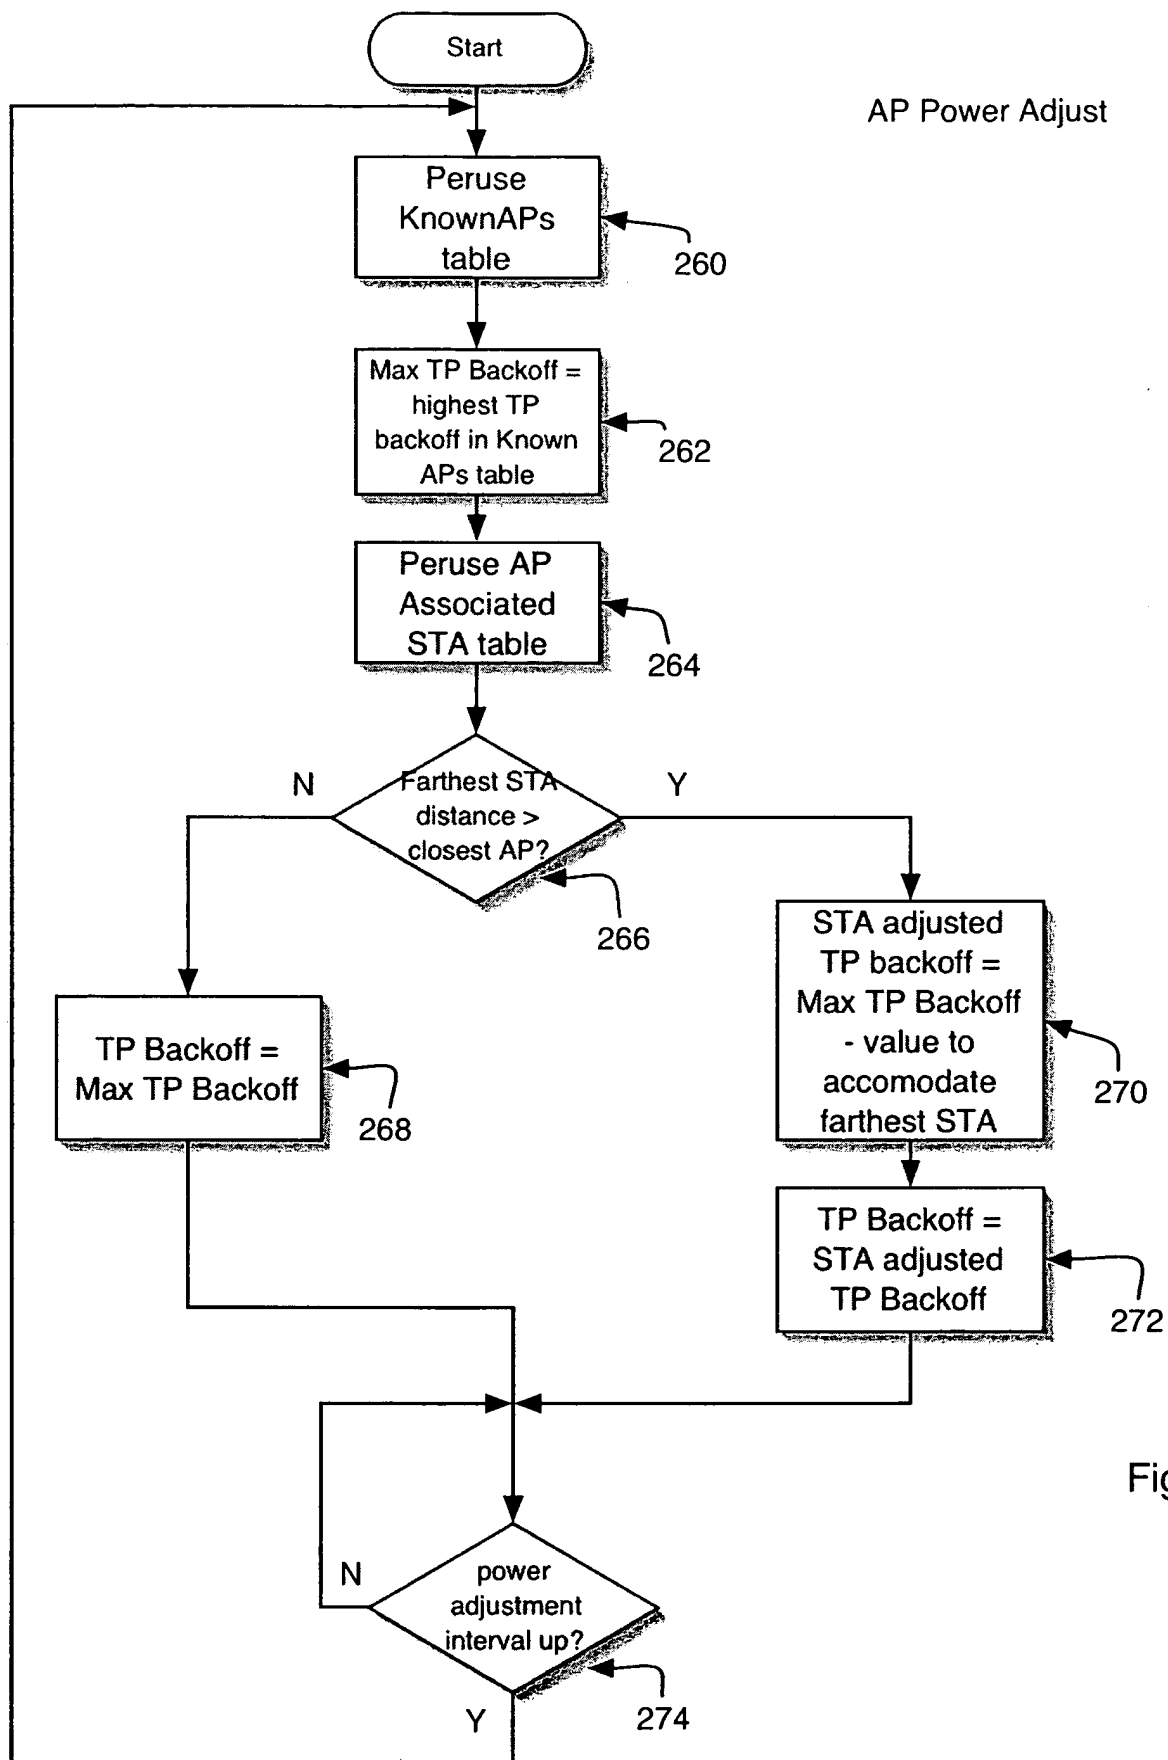 Start
AP Power Adjust
Peruse
KnownAPs
table
260
Max TP Backoff =
highest TP
backoff in Known
APs table
262
Peruse AP
Associated
STA table
264
N
Farthest STA
distance >
closest AP?
Y
266
STA adjusted
TP backoff =
Max TP Backoff
- value to
accomodate
farthest STA
270
TP Backoff =
Max TP Backoff
268
TP Backoff =
STA adjusted
TP Backoff
272
Fig
N
power
adjustment
interval up?
274
Y